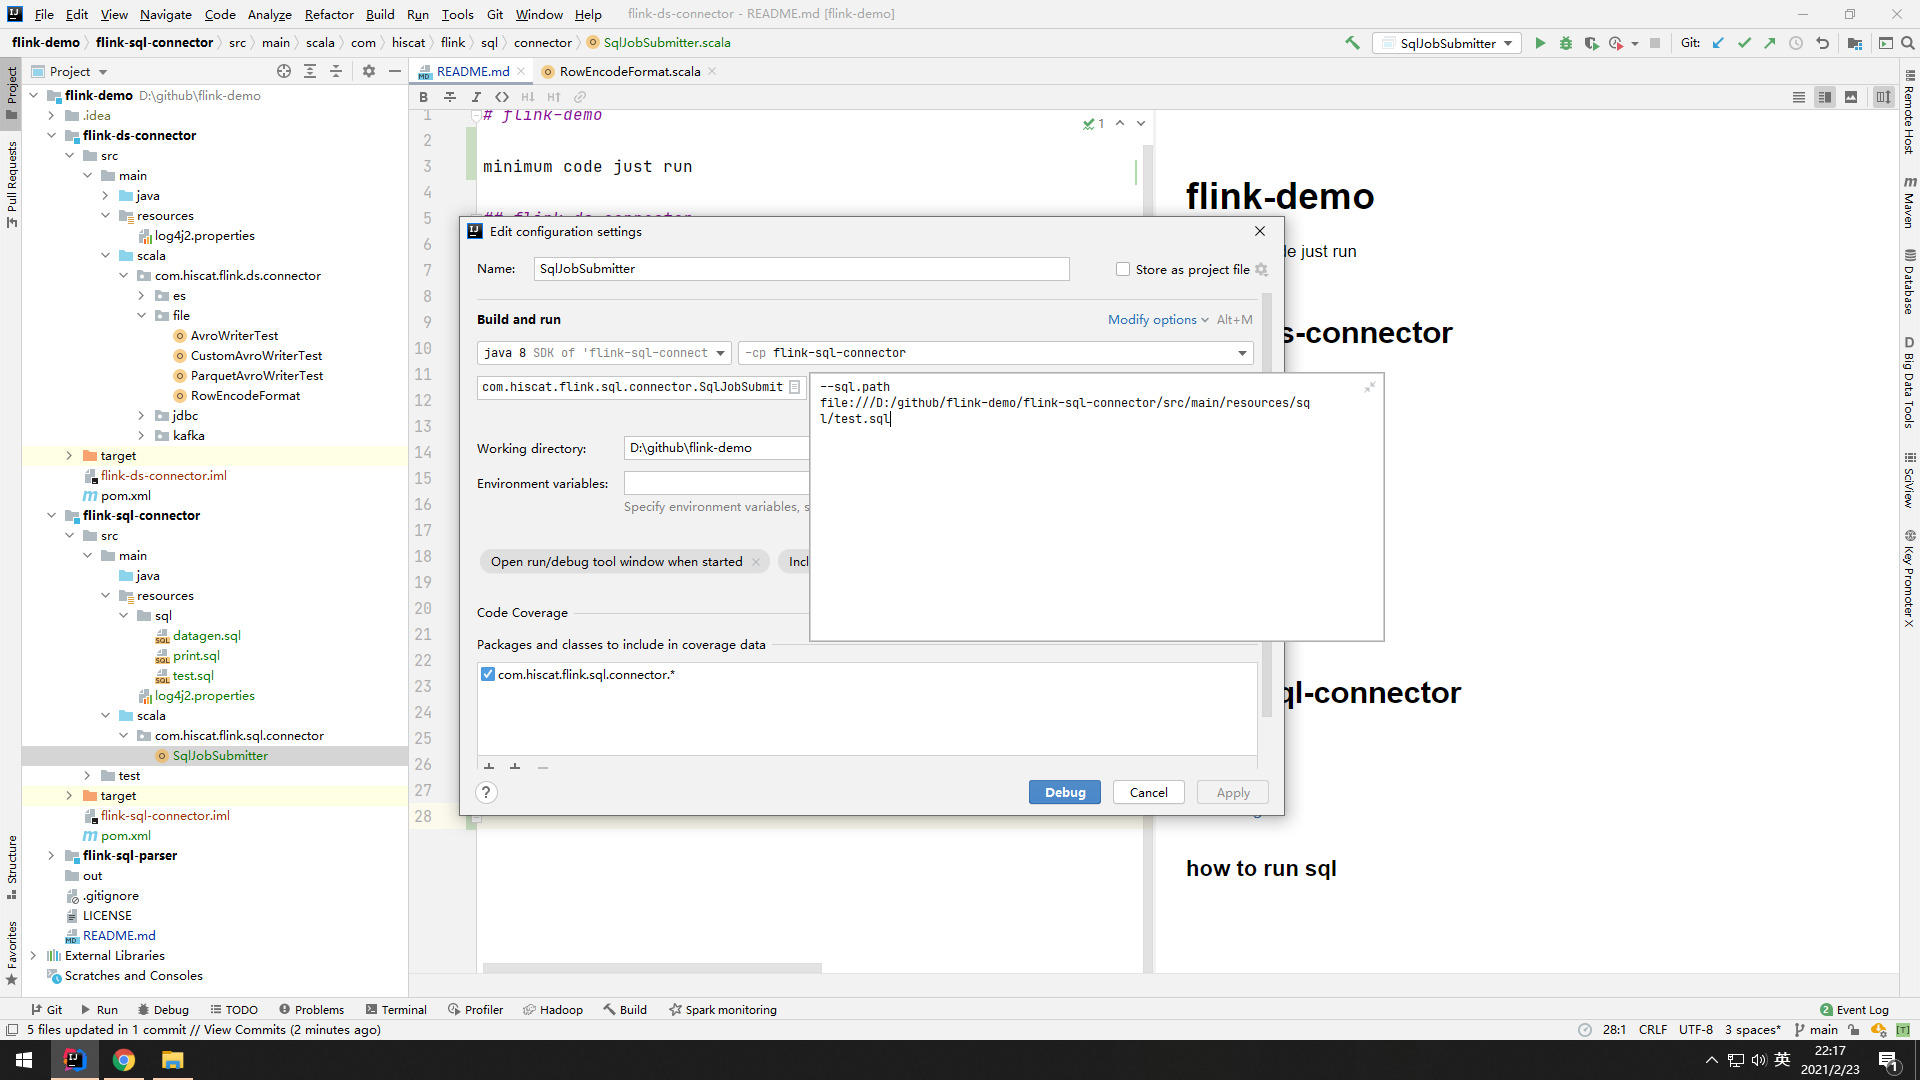 File Edit View Navigate Code Analyze Refactor Build Run Tools Git Window Help flink-ds-connector - README.md [flink-demo]
flink-demo flink-sql-connector src main scala com hiscat flink sql connector SqlJobSubmitter.scala SqlJobSubmitter Git:
Project README.md RowEncodeFormat.scala
flink-demo D:\github\flink-demo
.idea
flink-ds-connector
src
main
java
resources
log4j2.properties
scala
com.hiscat.flink.ds.connector
es
file
AvroWriterTest
CustomAvroWriterTest
ParquetAvroWriterTest
RowEncodeFormat
jdbc
kafka
target
flink-ds-connector.iml
pom.xml
flink-sql-connector
src
main
java
resources
sql
datagen.sql
print.sql
test.sql
log4j2.properties
scala
com.hiscat.flink.sql.connector
SqlJobSubmitter
test
target
flink-sql-connector.iml
pom.xml
flink-sql-parser
out
.gitignore
LICENSE
README.md
External Libraries
Scratches and Consoles
Project
Pull Requests
Structure
Favorites
1 # flink-demo
2
3 minimum code just run
4
5 ## flink-ds-connector
6
7
8
9
10
11
12
13
14
15
16
17
18
19
20
21
22
23
24
25
26
27
28
1
Edit configuration settings
Name: SqlJobSubmitter Store as project file
Build and run Modify options Alt+M
java 8 SDK of 'flink-sql-connect -cp flink-sql-connector
com.hiscat.flink.sql.connector.SqlJobSubmit
--sql.path
file:///D:/github/flink-demo/flink-sql-connector/src/main/resources/sq
l/test.sql
Working directory: D:\github\flink-demo
Environment variables:
Specify environment variables, s
Open run/debug tool window when started Incl
Code Coverage
Packages and classes to include in coverage data
com.hiscat.flink.sql.connector.*
? Debug Cancel Apply
flink-demo
de just run
s-connector
ql-connector
how to run sql
Remote Host
Maven
Database
Big Data Tools
SciView
Key Promoter X
Git Run Debug TODO Problems Terminal Profiler Hadoop Build Spark monitoring 2 Event Log
5 files updated in 1 commit // View Commits (2 minutes ago) 28:1 CRLF UTF-8 3 spaces* main
英 22:17
2021/2/23 1